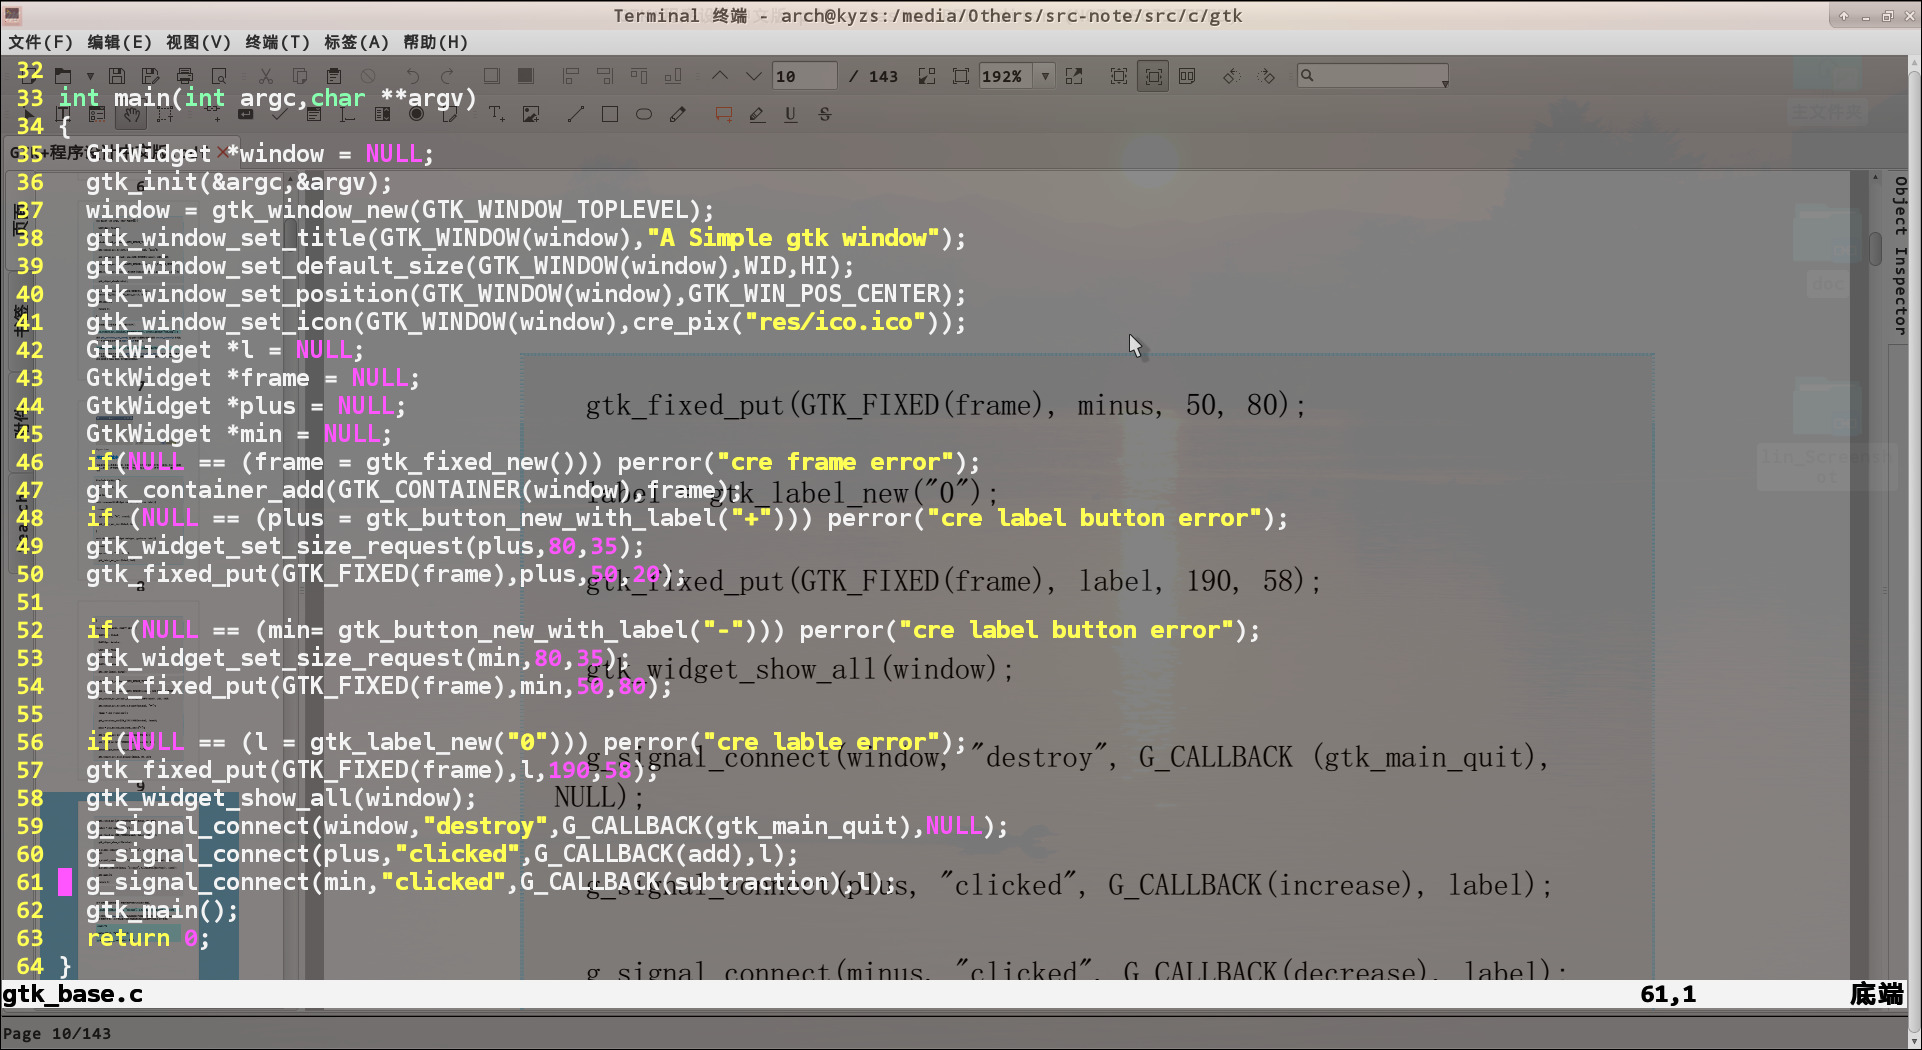 Terminal 终端 - arch@kyzs:/media/Others/src-note/src/c/gtk
文件(F) 编辑(E) 视图(V) 终端(T) 标签(A) 帮助(H)
10 / 143 192%
主文件夹
doc
lin_Screensh
ot
Object Inspector
32
33 int main(int argc,char **argv)
34 {
35   GtkWidget *window = NULL;
36   gtk_init(&argc,&argv);
37   window = gtk_window_new(GTK_WINDOW_TOPLEVEL);
38   gtk_window_set_title(GTK_WINDOW(window),"A Simple gtk window");
39   gtk_window_set_default_size(GTK_WINDOW(window),WID,HI);
40   gtk_window_set_position(GTK_WINDOW(window),GTK_WIN_POS_CENTER);
41   gtk_window_set_icon(GTK_WINDOW(window),cre_pix("res/ico.ico"));
42   GtkWidget *l = NULL;
43   GtkWidget *frame = NULL;
44   GtkWidget *plus = NULL;
45   GtkWidget *min = NULL;
46   if(NULL == (frame = gtk_fixed_new())) perror("cre frame error");
47   gtk_container_add(GTK_CONTAINER(window),frame);
48   if (NULL == (plus = gtk_button_new_with_label("+"))) perror("cre label button error");
49   gtk_widget_set_size_request(plus,80,35);
50   gtk_fixed_put(GTK_FIXED(frame),plus,50,20);
51
52   if (NULL == (min= gtk_button_new_with_label("-"))) perror("cre label button error");
53   gtk_widget_set_size_request(min,80,35);
54   gtk_fixed_put(GTK_FIXED(frame),min,50,80);
55
56   if(NULL == (l = gtk_label_new("0"))) perror("cre lable error");
57   gtk_fixed_put(GTK_FIXED(frame),l,190,58);
58   gtk_widget_show_all(window);
59   g_signal_connect(window,"destroy",G_CALLBACK(gtk_main_quit),NULL);
60   g_signal_connect(plus,"clicked",G_CALLBACK(add),l);
61   g_signal_connect(min,"clicked",G_CALLBACK(subtraction),l);
62   gtk_main();
63   return 0;
64 }
gtk_fixed_put(GTK_FIXED(frame), minus, 50, 80);
label = gtk_label_new("0");
gtk_fixed_put(GTK_FIXED(frame), label, 190, 58);
gtk_widget_show_all(window);
g_signal_connect(window, "destroy", G_CALLBACK (gtk_main_quit),
NULL);
g_signal_connect(plus, "clicked", G_CALLBACK(increase), label);
g_signal_connect(minus, "clicked", G_CALLBACK(decrease), label);
gtk_base.c 61,1 底端
Page 10/143